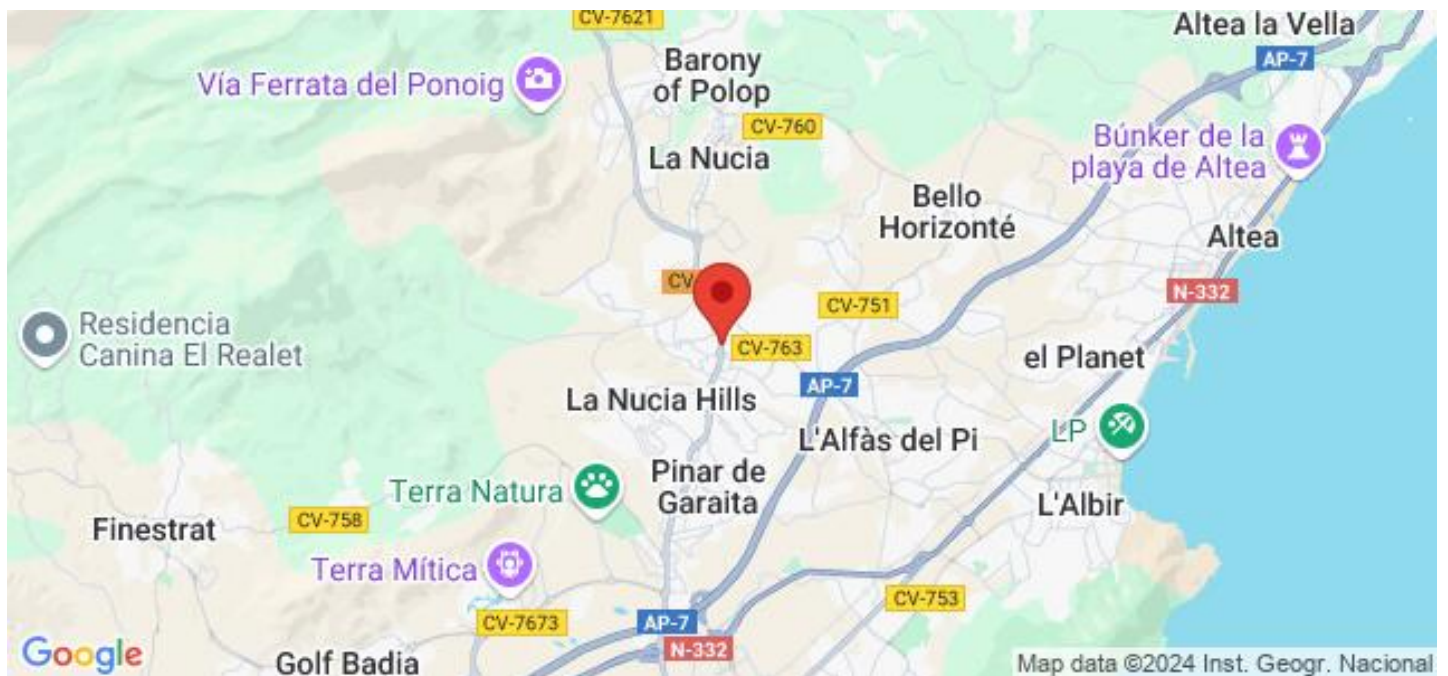 CV-7621
Altea la Vella
AP-7
Barony
of Polop
Vía Ferrata del Ponoig
CV-760
Búnker de la
playa de Altea
La Nucia
Bello
Horizonté
Altea
CV
N-332
CV-751
Residencia
Canina El Realet
CV-763
el Planet
AP-7
La Nucia Hills
LP
L'Alfàs del Pi
Pinar de
Garaita
Terra Natura
L'Albir
CV-758
Finestrat
Terra Mítica
CV-753
CV-7673
AP-7
N-332
Google
Golf Badia
Map data ©2024 Inst. Geogr. Nacional